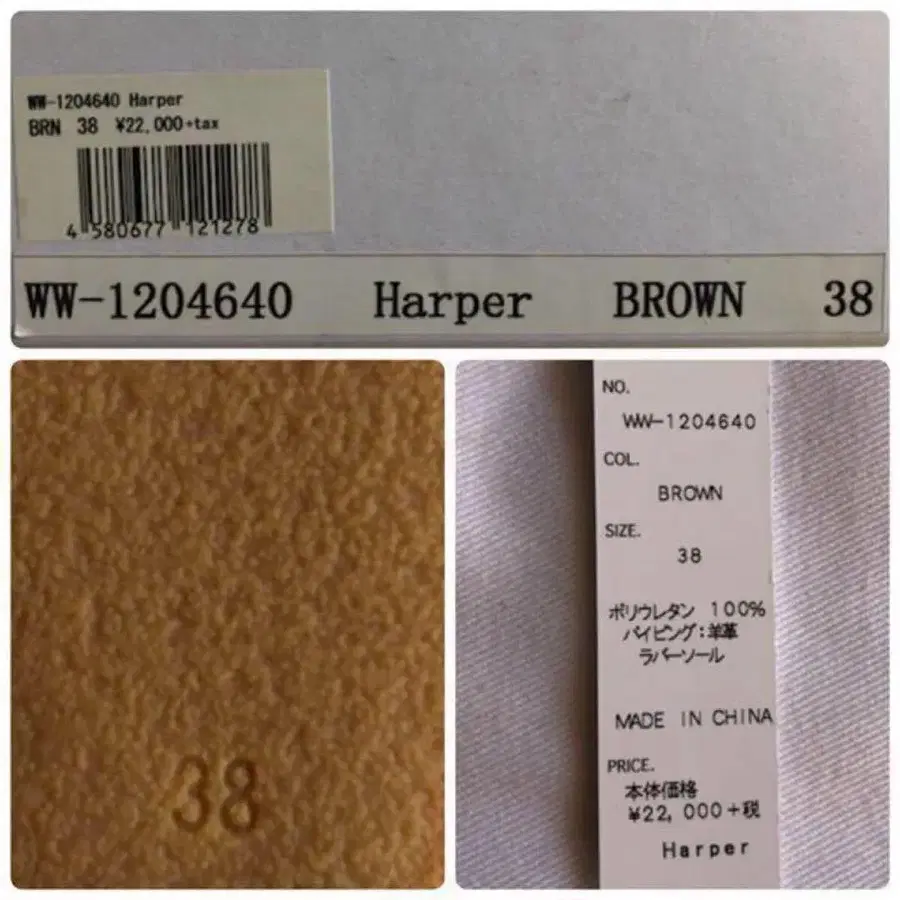 WW-1204640 Harper
BRN 38 ¥22,000+tax
4 580677 121278
WW-1204640 Harper BROWN 38
38
NO.
WW-1204640
COL.
BROWN
SIZE.
38
ポリウレタン 100%
パイピング:羊革
ラバーソール
MADE IN CHINA
PRICE.
本体価格
¥22,000+税
Harper